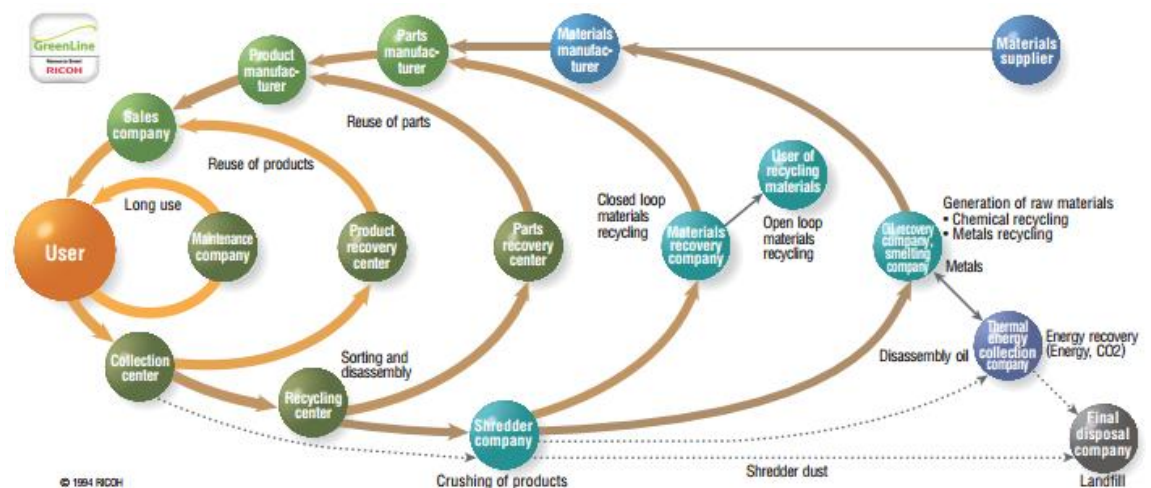 GreenLine
RICOH
Materials
manufac-
turer
Materials
supplier
Parts
manufac-
turer
Product
manufac-
turer
Sales
company
Reuse of parts
Reuse of products
Long use
User
Maintenance
company
Product
recovery
center
Parts
recovery
center
Closed loop
materials
recycling
Materials
recovery
company
User of
recycling
materials
Open loop
materials
recycling
Oil recovery
company,
smelting
company
Generation of raw materials
• Chemical recycling
• Metals recycling
Metals
Thermal
energy
collection
company
Energy recovery
(Energy, CO2)
Disassembly oil
Collection
center
Sorting and
disassembly
Recycling
center
Shredder
company
Crushing of products
Shredder dust
Final
disposal
company
Landfill
© 1994 RICOH